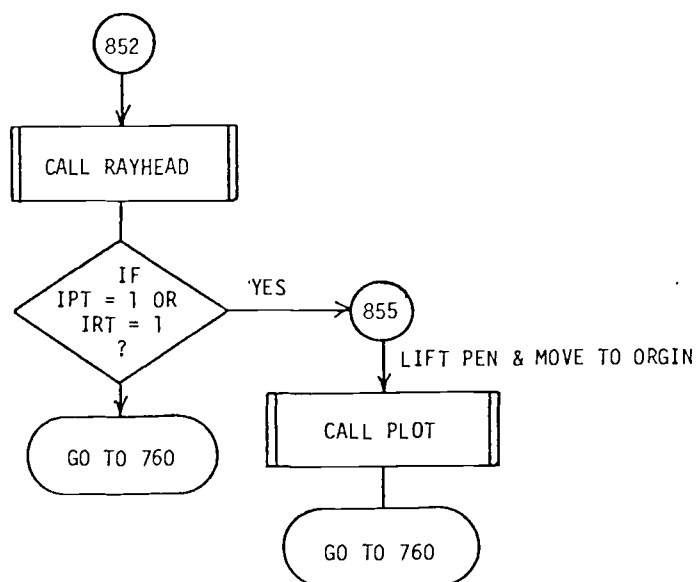 852
CALL RAYHEAD
IF
IPT = 1 OR
IRT = 1
?
YES
855
LIFT PEN & MOVE TO ORGIN
GO TO 760
CALL PLOT
GO TO 760